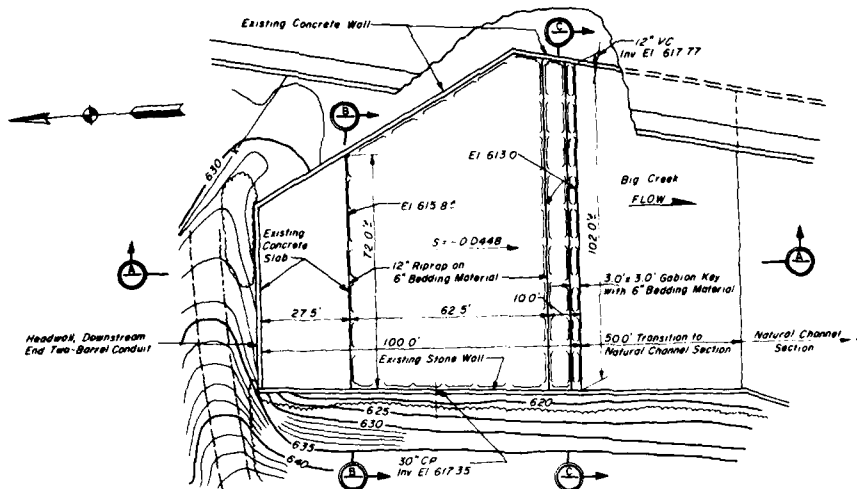 Existing Concrete Wall
C
12" VC
Inv El 617.77
B
630
El 613.0
Big Creek
FLOW
El 615.8±
72.0'±
102.0'±
Existing
Concrete
Slab
S = -0.0448
A
A
12" Riprap on
6" Bedding Material
3.0' x 3.0' Gabion Key
with 6" Bedding Material
27.5'
62.5'
10.0'
Headwall, Downstream
End Two-Barrel Conduit
100.0'
50.0' Transition to
Natural Channel Section
Natural Channel
Section
Existing Stone Wall
620
625
630
635
640
30" CP
Inv El 617.35
B
C